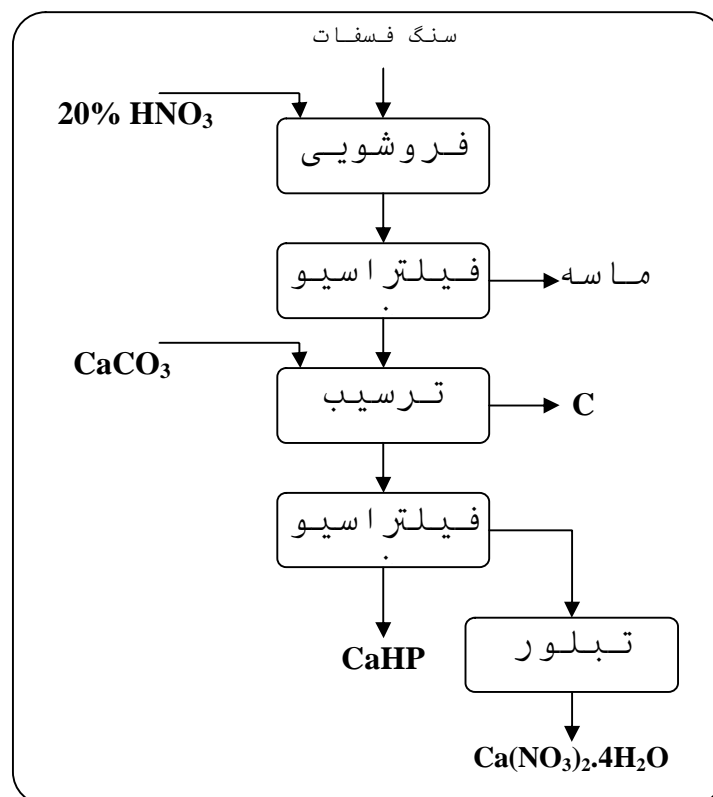 سنگ فسفات
20% HNO₃
فروشویی
فیلتراسیو
ماسه
CaCO₃
ترسیب
C
فیلتراسیو
CaHP
تبلور
Ca(NO₃)₂.4H₂O